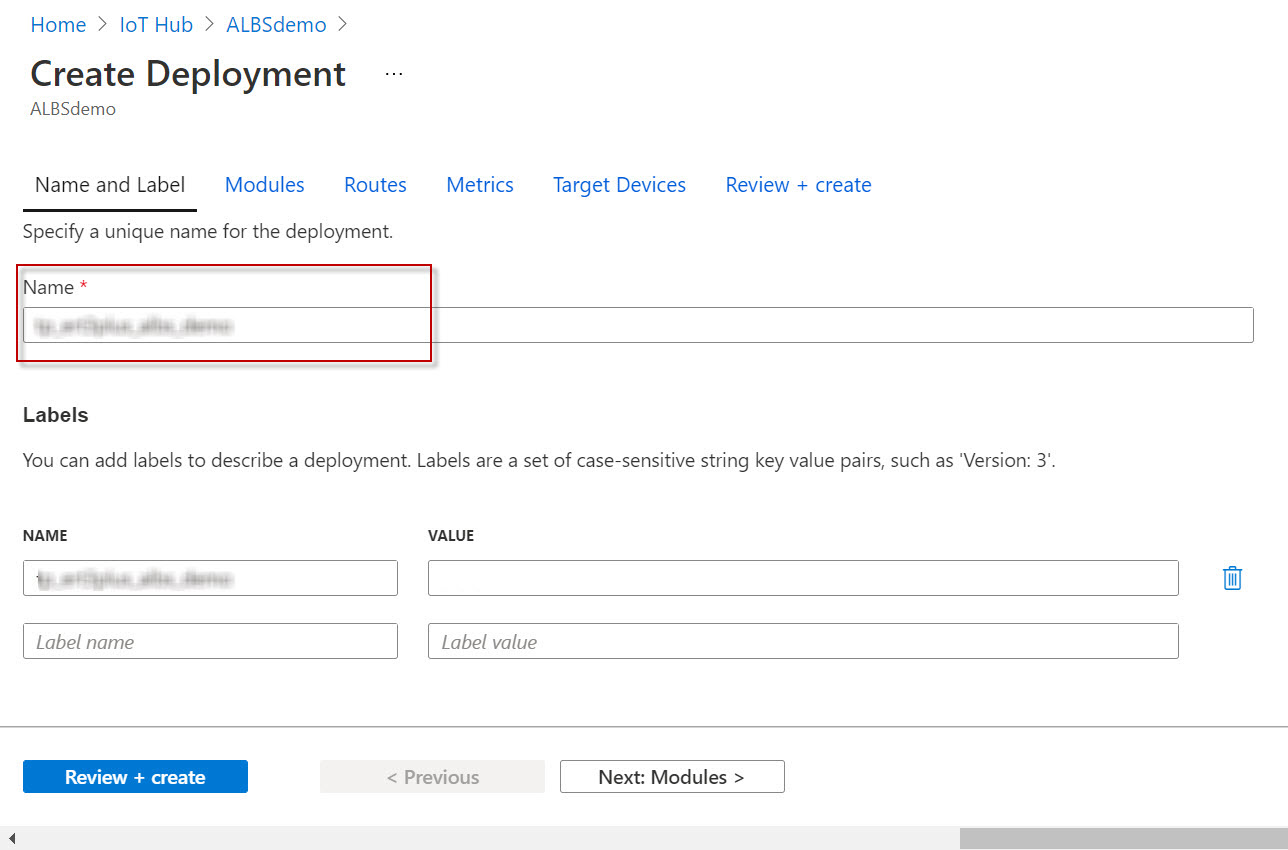 Home > IoT Hub > ALBSdemo >
Create Deployment ...
ALBSdemo
Name and Label Modules Routes Metrics Target Devices Review + create
Specify a unique name for the deployment.
Name *
Labels
You can add labels to describe a deployment. Labels are a set of case-sensitive string key value pairs, such as 'Version: 3'.
NAME VALUE
Label name Label value
Review + create < Previous Next: Modules >